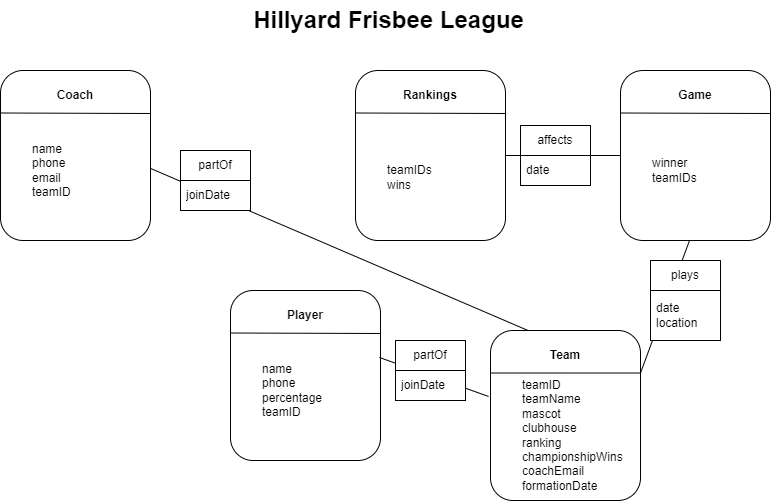 Hillyard Frisbee League
Coach
name
phone
email
teamID
partOf
joinDate
Rankings
teamIDs
wins
affects
date
Game
winner
teamIDs
plays
date
location
Player
name
phone
percentage
teamID
partOf
joinDate
Team
teamID
teamName
mascot
clubhouse
ranking
championshipWins
coachEmail
formationDate